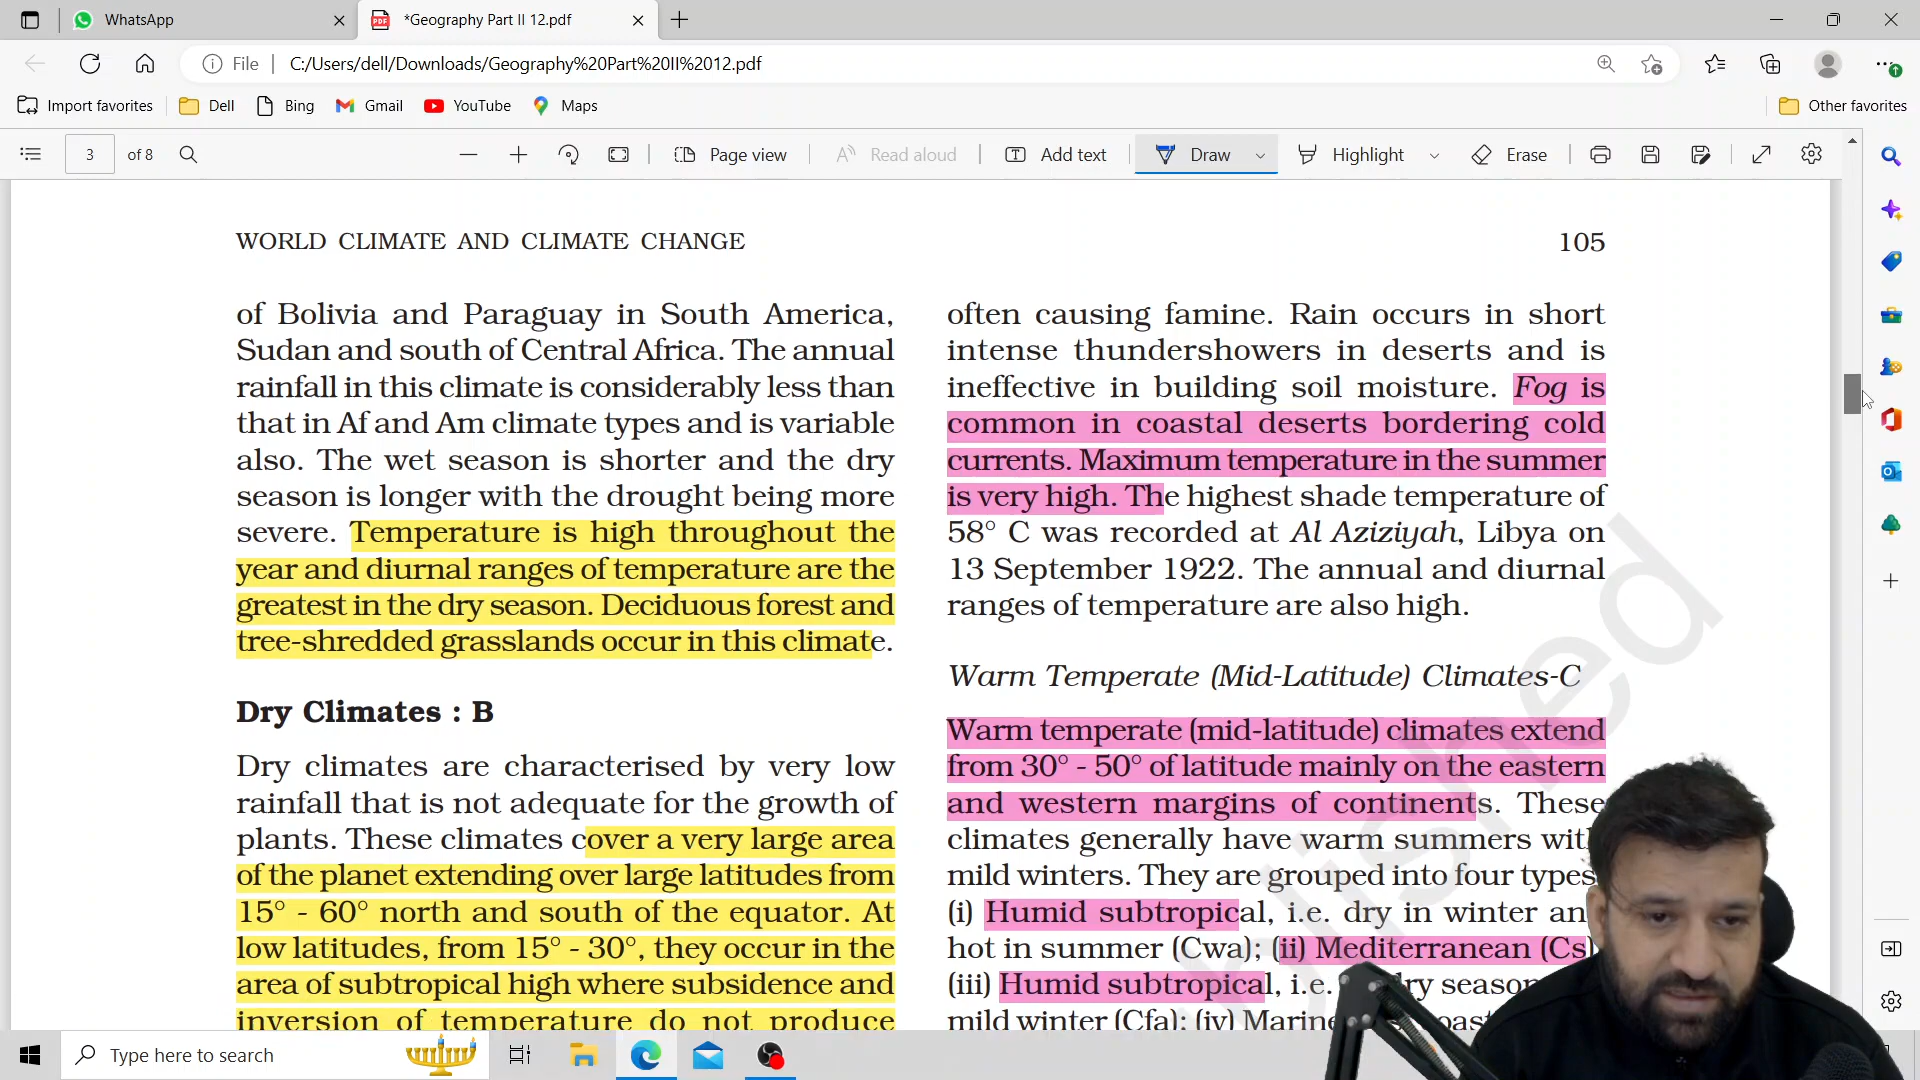 WhatsApp
*Geography Part II 12.pdf
File
C:/Users/dell/Downloads/Geography%20Part%20II%2012.pdf
Import favorites
Dell
Bing
Gmail
YouTube
Maps
Other favorites
3 of 8
Page view
Read aloud
Add text
Draw
Highlight
Erase
WORLD CLIMATE AND CLIMATE CHANGE
105
of Bolivia and Paraguay in South America,
Sudan and south of Central Africa. The annual
rainfall in this climate is considerably less than
that in Af and Am climate types and is variable
also. The wet season is shorter and the dry
season is longer with the drought being more
severe. Temperature is high throughout the
year and diurnal ranges of temperature are the
greatest in the dry season. Deciduous forest and
tree-shredded grasslands occur in this climate.
Dry Climates : B
Dry climates are characterised by very low
rainfall that is not adequate for the growth of
plants. These climates cover a very large area
of the planet extending over large latitudes from
15° - 60° north and south of the equator. At
low latitudes, from 15° - 30°, they occur in the
area of subtropical high where subsidence and
inversion of temperature do not produce
often causing famine. Rain occurs in short
intense thundershowers in deserts and is
ineffective in building soil moisture. Fog is
common in coastal deserts bordering cold
currents. Maximum temperature in the summer
is very high. The highest shade temperature of
58° C was recorded at Al Aziziyah, Libya on
13 September 1922. The annual and diurnal
ranges of temperature are also high.
Warm Temperate (Mid-Latitude) Climates-C
Warm temperate (mid-latitude) climates extend
from 30° - 50° of latitude mainly on the eastern
and western margins of continents. These
climates generally have warm summers with
mild winters. They are grouped into four types
(i) Humid subtropical, i.e. dry in winter an
hot in summer (Cwa); (ii) Mediterranean (Cs)
(iii) Humid subtropical, i.e. dry season
mild winter (Cfa); (iv) Marine
blished
Type here to search